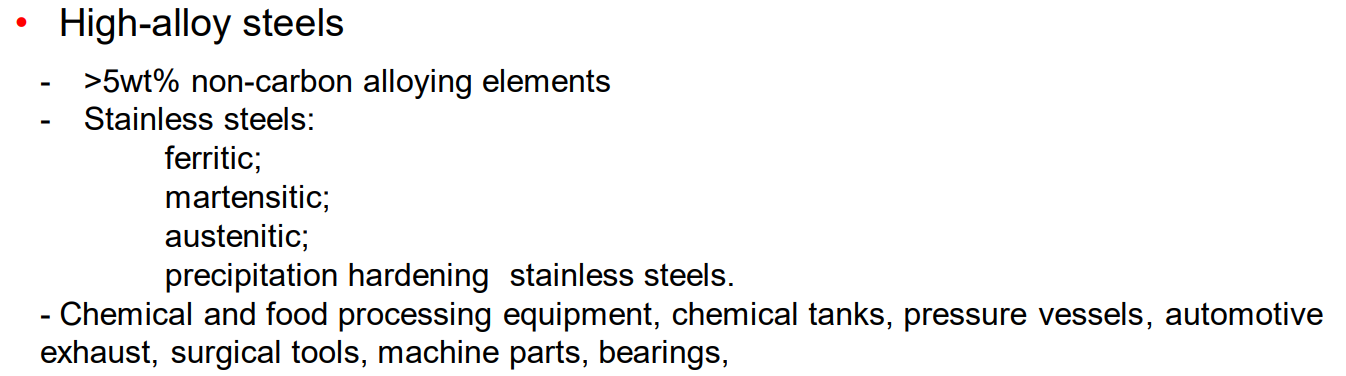 • High-alloy steels
- >5wt% non-carbon alloying elements
- Stainless steels:
ferritic;
martensitic;
austenitic;
precipitation hardening  stainless steels.
- Chemical and food processing equipment, chemical tanks, pressure vessels, automotive
exhaust, surgical tools, machine parts, bearings,